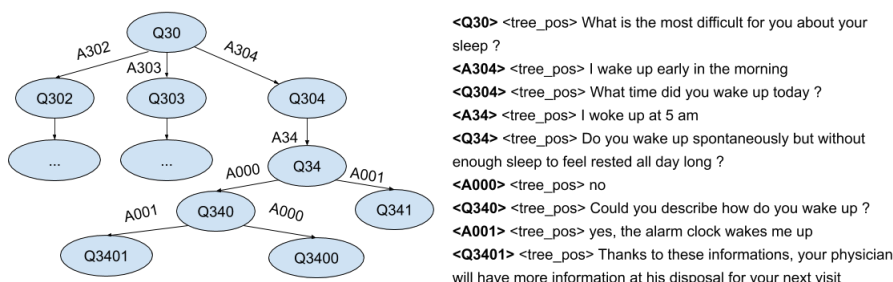 Q30
A302
A303
A304
Q302
Q303
Q304
A34
...
...
Q34
A000
A001
Q340
Q341
A001
A000
Q3401
Q3400
<Q30> <tree_pos> What is the most difficult for you about your
sleep ?
<A304> <tree_pos> I wake up early in the morning
<Q304> <tree_pos> What time did you wake up today ?
<A34> <tree_pos> I woke up at 5 am
<Q34> <tree_pos> Do you wake up spontaneously but without
enough sleep to feel rested all day long ?
<A000> <tree_pos> no
<Q340> <tree_pos> Could you describe how do you wake up ?
<A001> <tree_pos> yes, the alarm clock wakes me up
<Q3401> <tree_pos> Thanks to these informations, your physician
will have more information at his disposal for your next visit